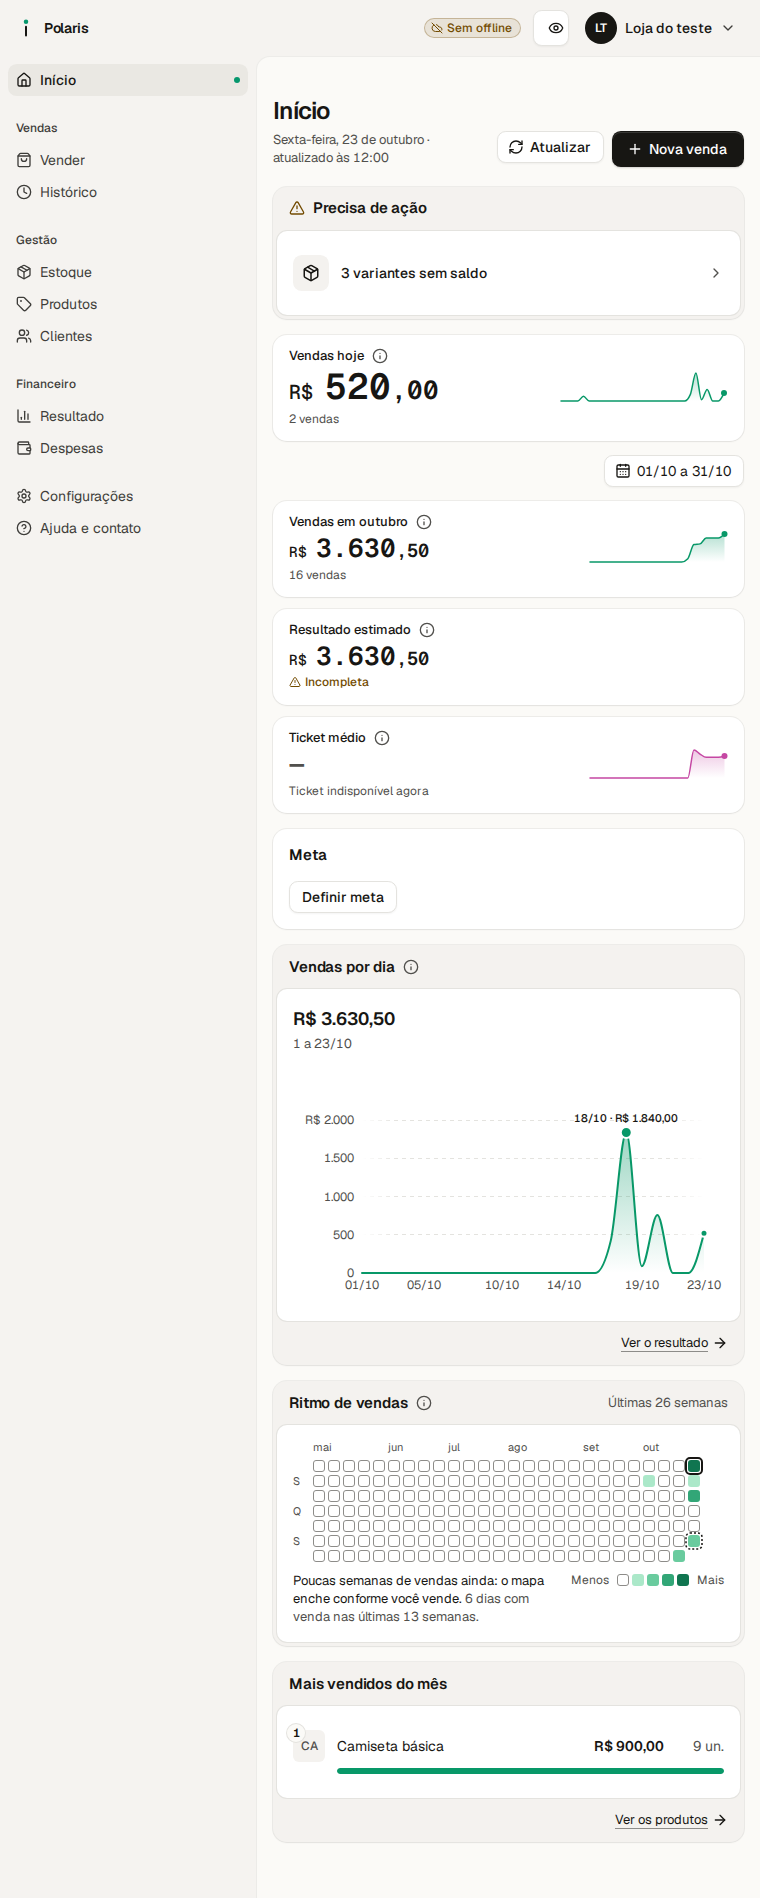 Polaris
Sem offline
LT
Loja do teste
Início
Vendas
Vender
Histórico
Gestão
Estoque
Produtos
Clientes
Financeiro
Resultado
Despesas
Configurações
Ajuda e contato
Início
Sexta-feira, 23 de outubro ·
atualizado às 12:00
Atualizar
Nova venda
Precisa de ação
3 variantes sem saldo
Vendas hoje
R$ 520,00
2 vendas
01/10 a 31/10
Vendas em outubro
R$ 3.630,50
16 vendas
Resultado estimado
R$ 3.630,50
Incompleta
Ticket médio
—
Ticket indisponível agora
Meta
Definir meta
Vendas por dia
R$ 3.630,50
1 a 23/10
18/10 · R$ 1.840,00
R$ 2.000
1.500
1.000
500
0
01/10 05/10 10/10 14/10 19/10 23/10
Ver o resultado
Ritmo de vendas
Últimas 26 semanas
mai jun jul ago set out
S
Q
S
Poucas semanas de vendas ainda: o mapa
enche conforme você vende. 6 dias com
venda nas últimas 13 semanas.
Menos Mais
Mais vendidos do mês
1
CA
Camiseta básica R$ 900,00 9 un.
Ver os produtos